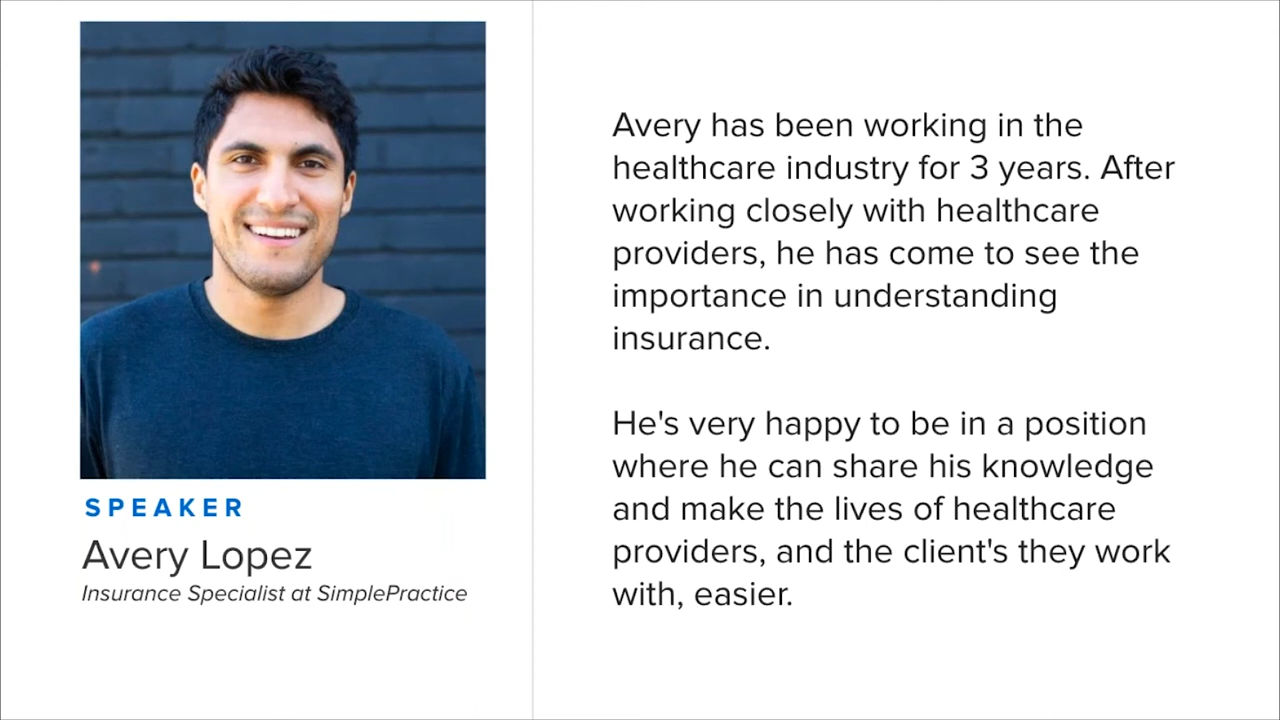 SPEAKER
Avery Lopez
Insurance Specialist at SimplePractice
Avery has been working in the
healthcare industry for 3 years. After
working closely with healthcare
providers, he has come to see the
importance in understanding
insurance.
He's very happy to be in a position
where he can share his knowledge
and make the lives of healthcare
providers, and the client's they work
with, easier.